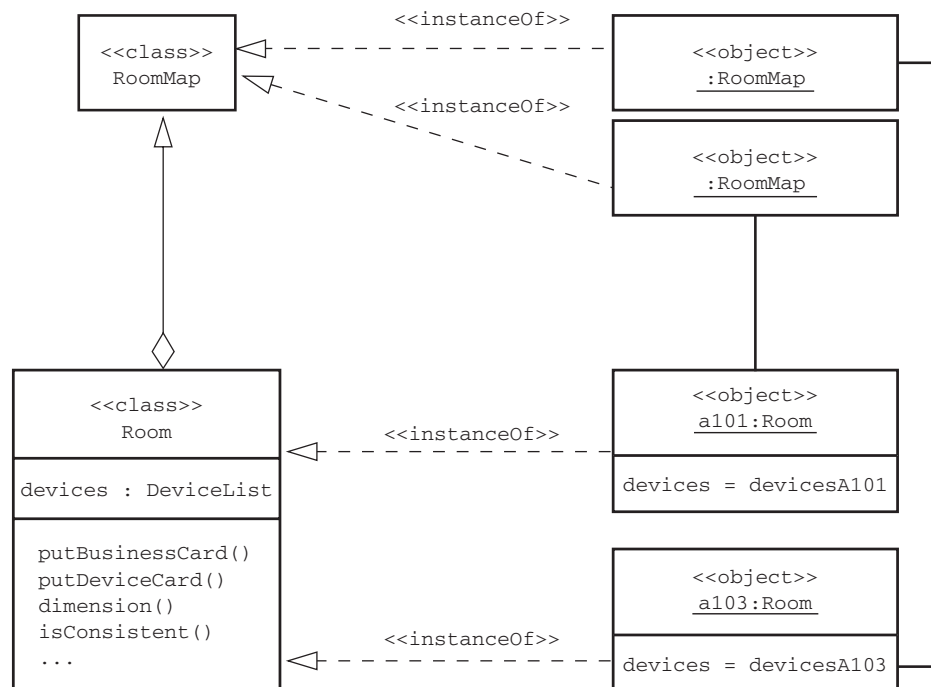 <<class>>
RoomMap
<<instanceOf>>
<<object>>
:RoomMap
<<instanceOf>>
<<object>>
:RoomMap
<<class>>
Room
devices : DeviceList
putBusinessCard()
putDeviceCard()
dimension()
isConsistent()
...
<<instanceOf>>
<<object>>
a101:Room
devices = devicesA101
<<instanceOf>>
<<object>>
a103:Room
devices = devicesA103